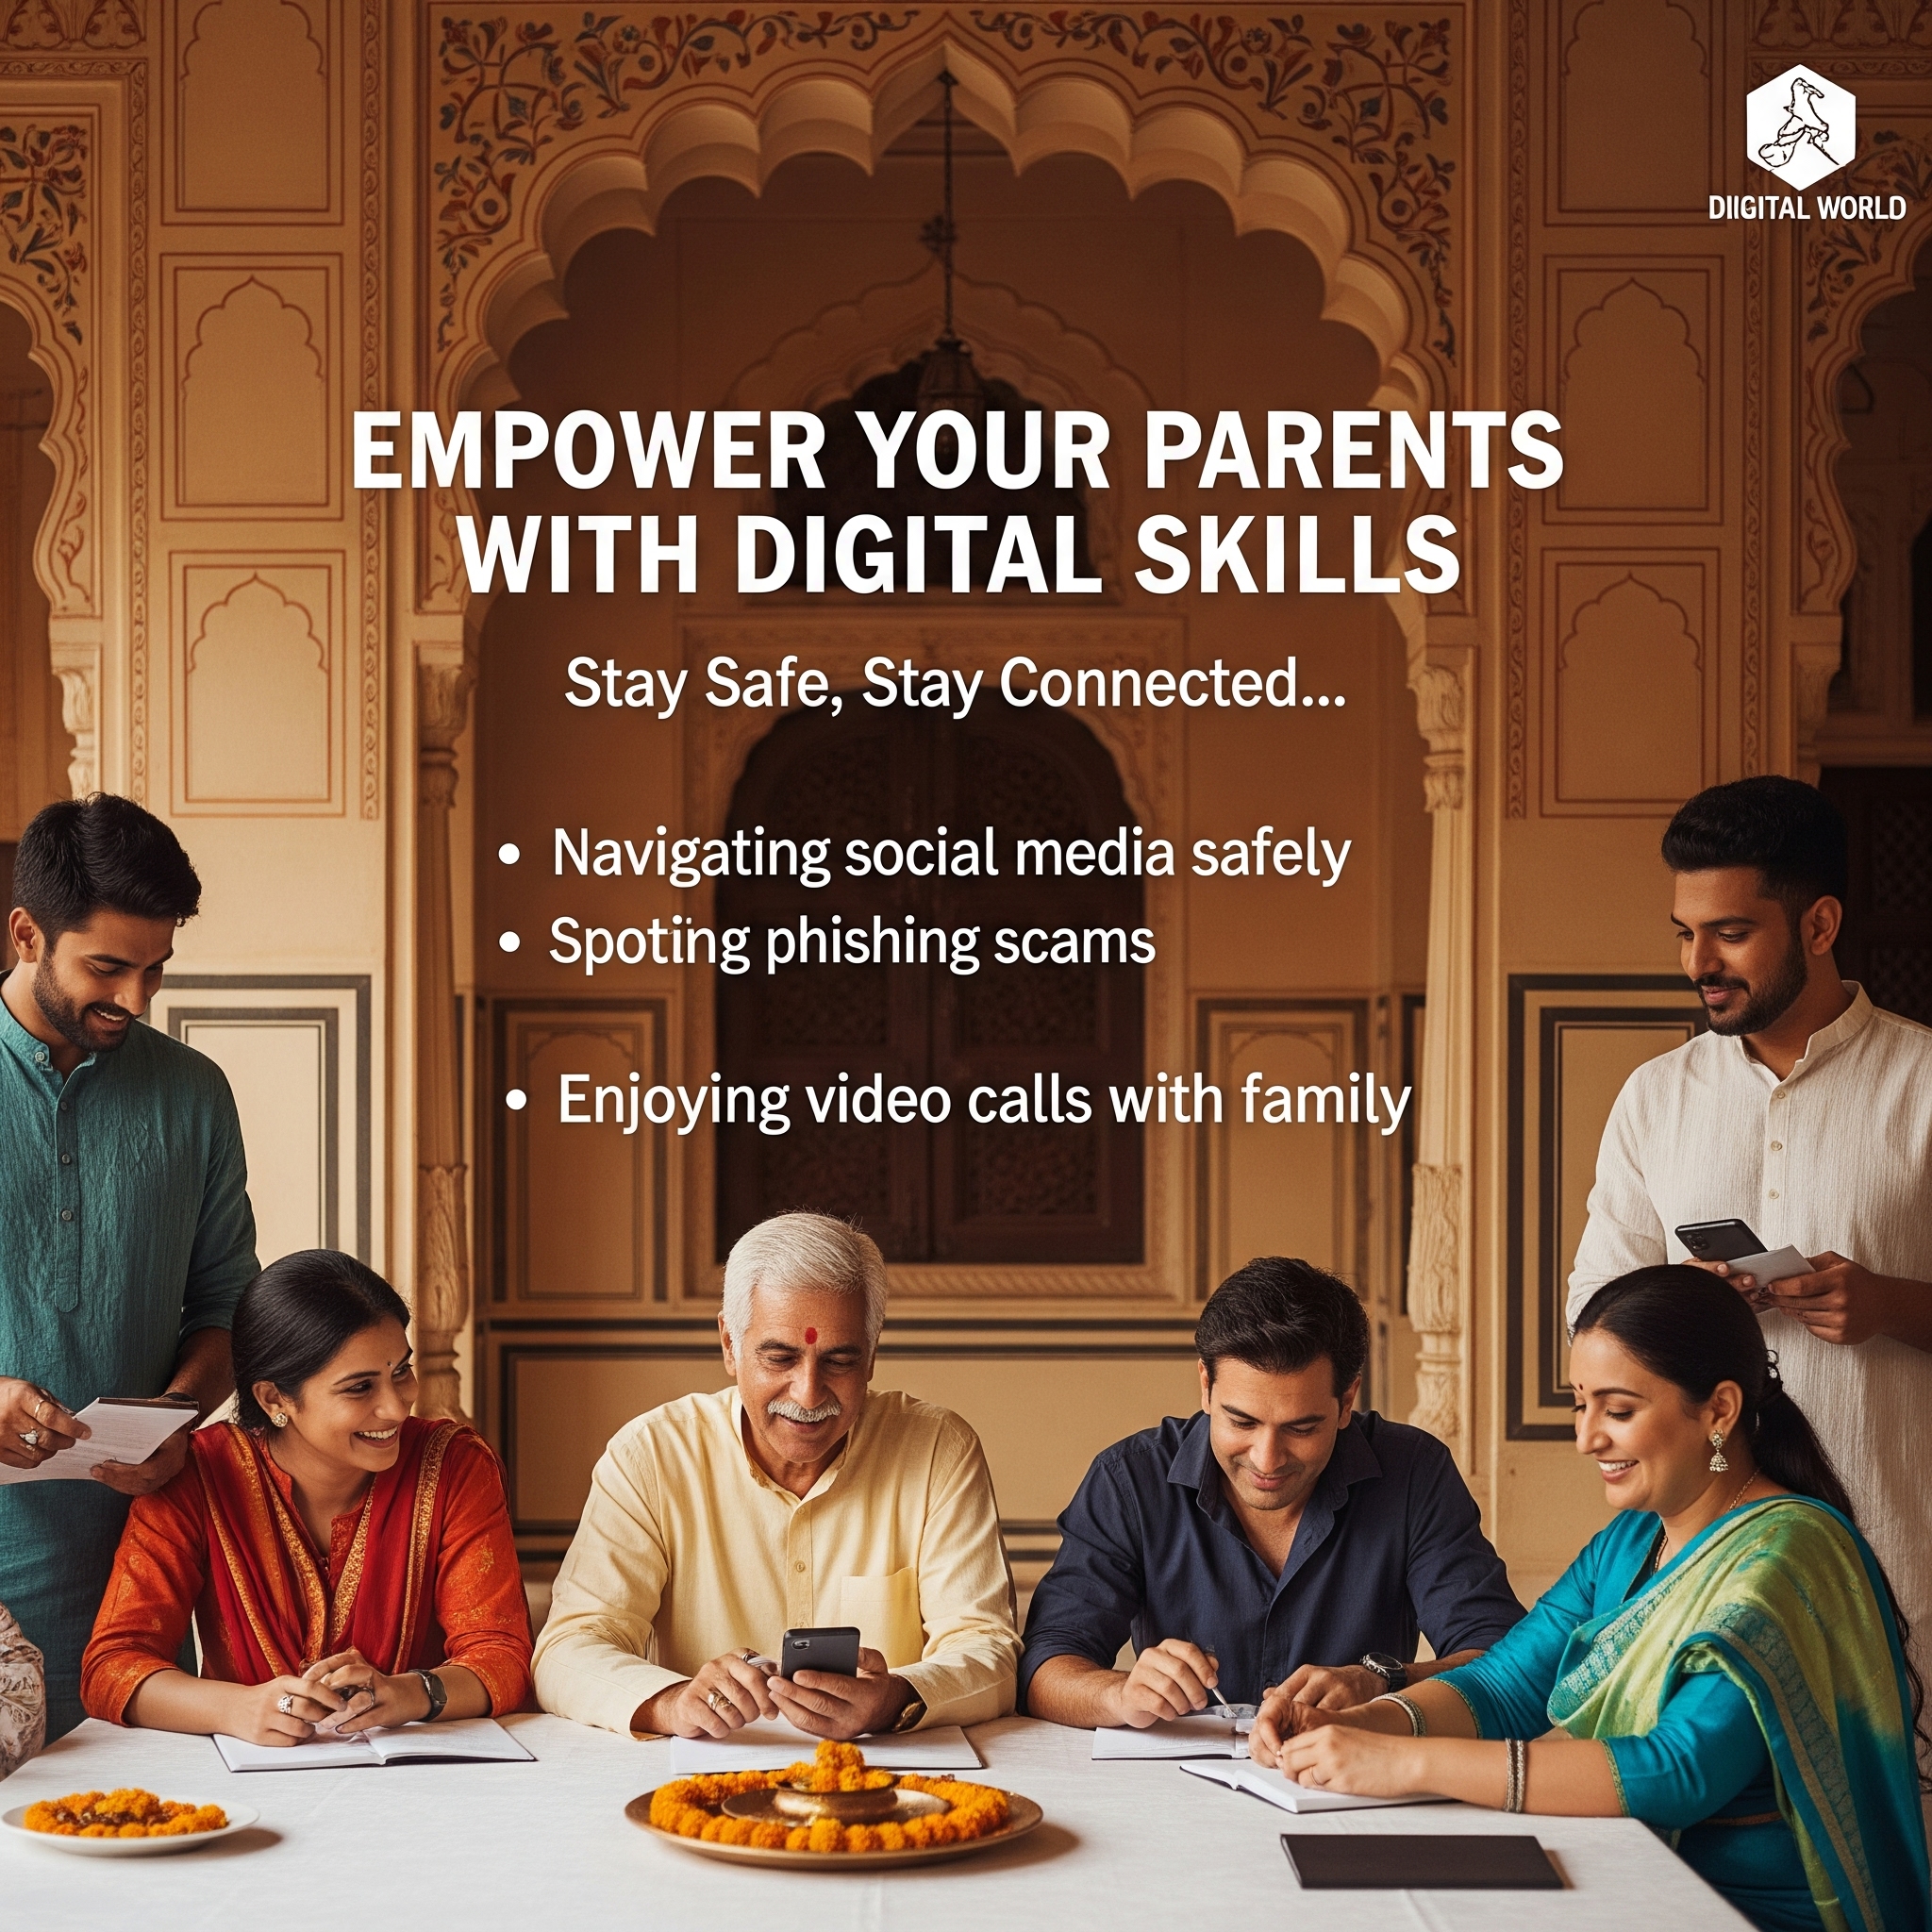 DIIGITAL WORLD
EMPOWER YOUR PARENTS
WITH DIGITAL SKILLS
Stay Safe, Stay Connected...
• Navigating social media safely
• Spotïng phishing scams
• Enjoying video calls with family